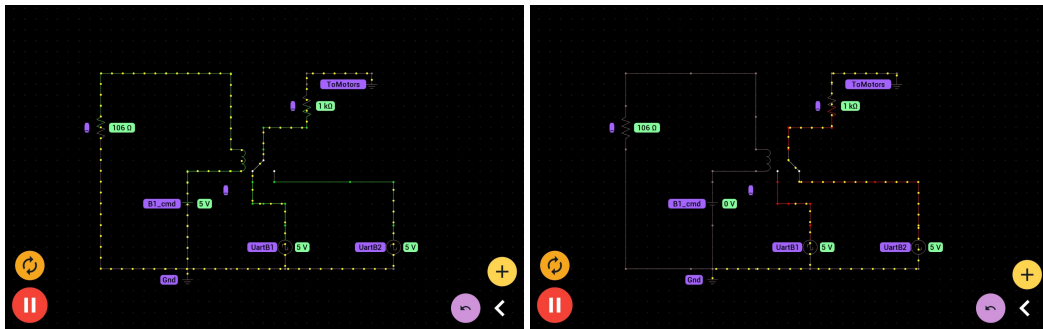 ToMotors
1 kΩ
106 Ω
B1_cmd
5 V
UartB1
5 V
UartB2
5 V
Gnd
ToMotors
1 kΩ
106 Ω
B1_cmd
0 V
UartB1
5 V
UartB2
5 V
Gnd